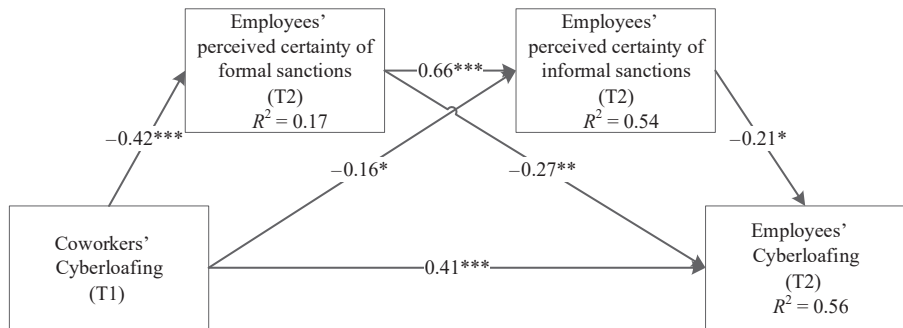 Employees’
perceived certainty of
formal sanctions
(T2)
R² = 0.17
Employees’
perceived certainty of
informal sanctions
(T2)
R² = 0.54
0.66***
−0.42***
−0.16*
−0.27**
−0.21*
Coworkers’
Cyberloafing
(T1)
0.41***
Employees’
Cyberloafing
(T2)
R² = 0.56